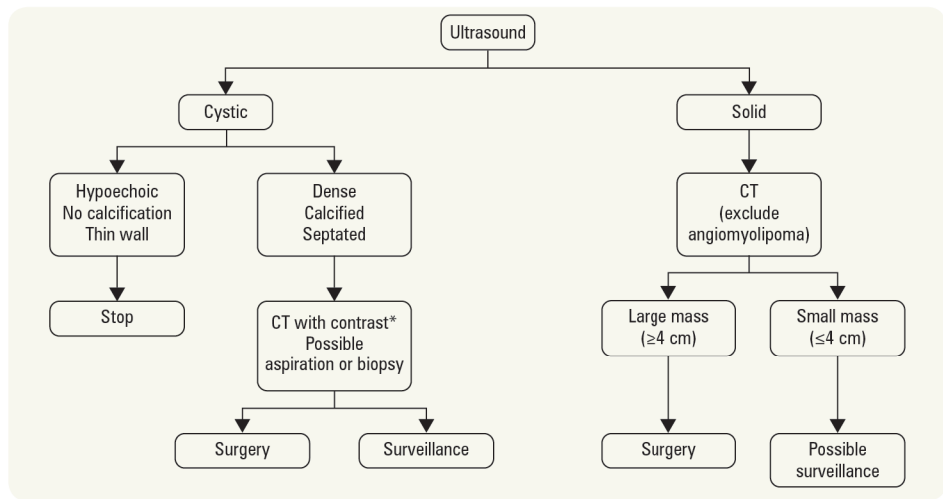 Ultrasound
Cystic
Solid
Hypoechoic
No calcification
Thin wall
Dense
Calcified
Septated
CT
(exclude
angiomyolipoma)
Stop
CT with contrast*
Possible
aspiration or biopsy
Large mass
(≥4 cm)
Small mass
(≤4 cm)
Surgery
Surveillance
Surgery
Possible
surveillance